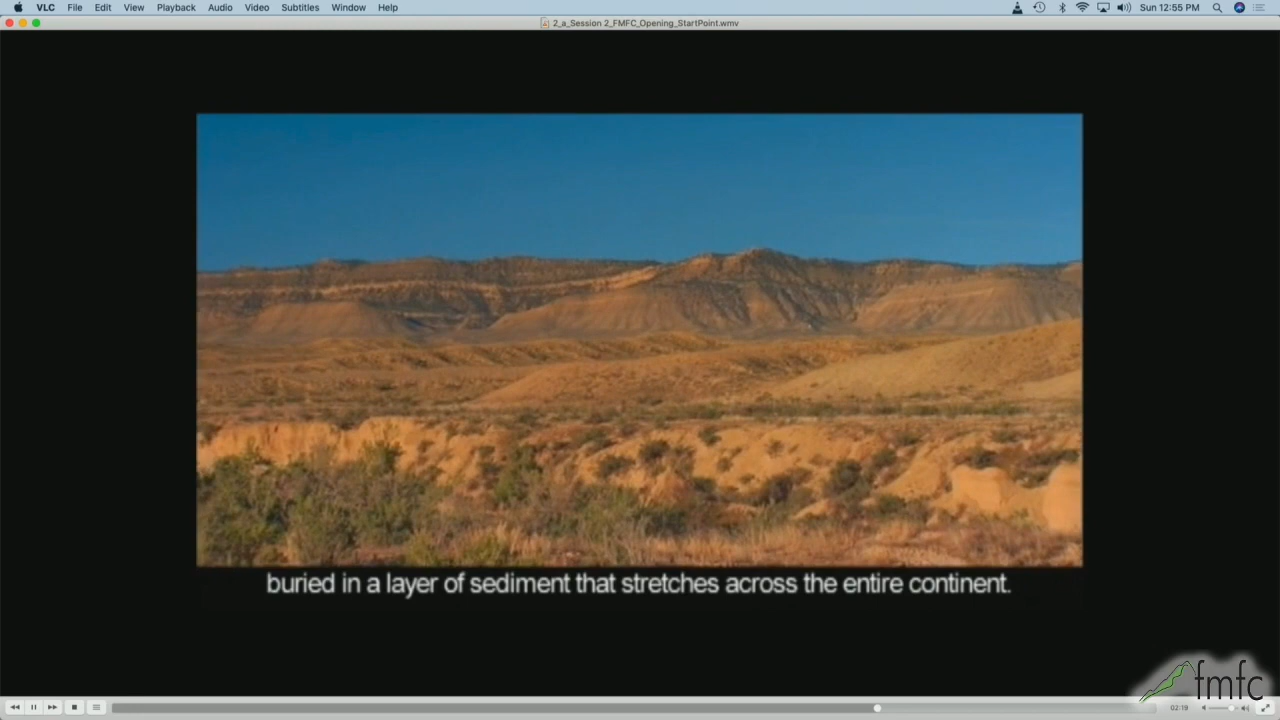 VLC File Edit View Playback Audio Video Subtitles Window Help Sun 12:55 PM
2_a_Session 2_FMFC_Opening_StartPoint.wmv
buried in a layer of sediment that stretches across the entire continent.
fmfc
02:19